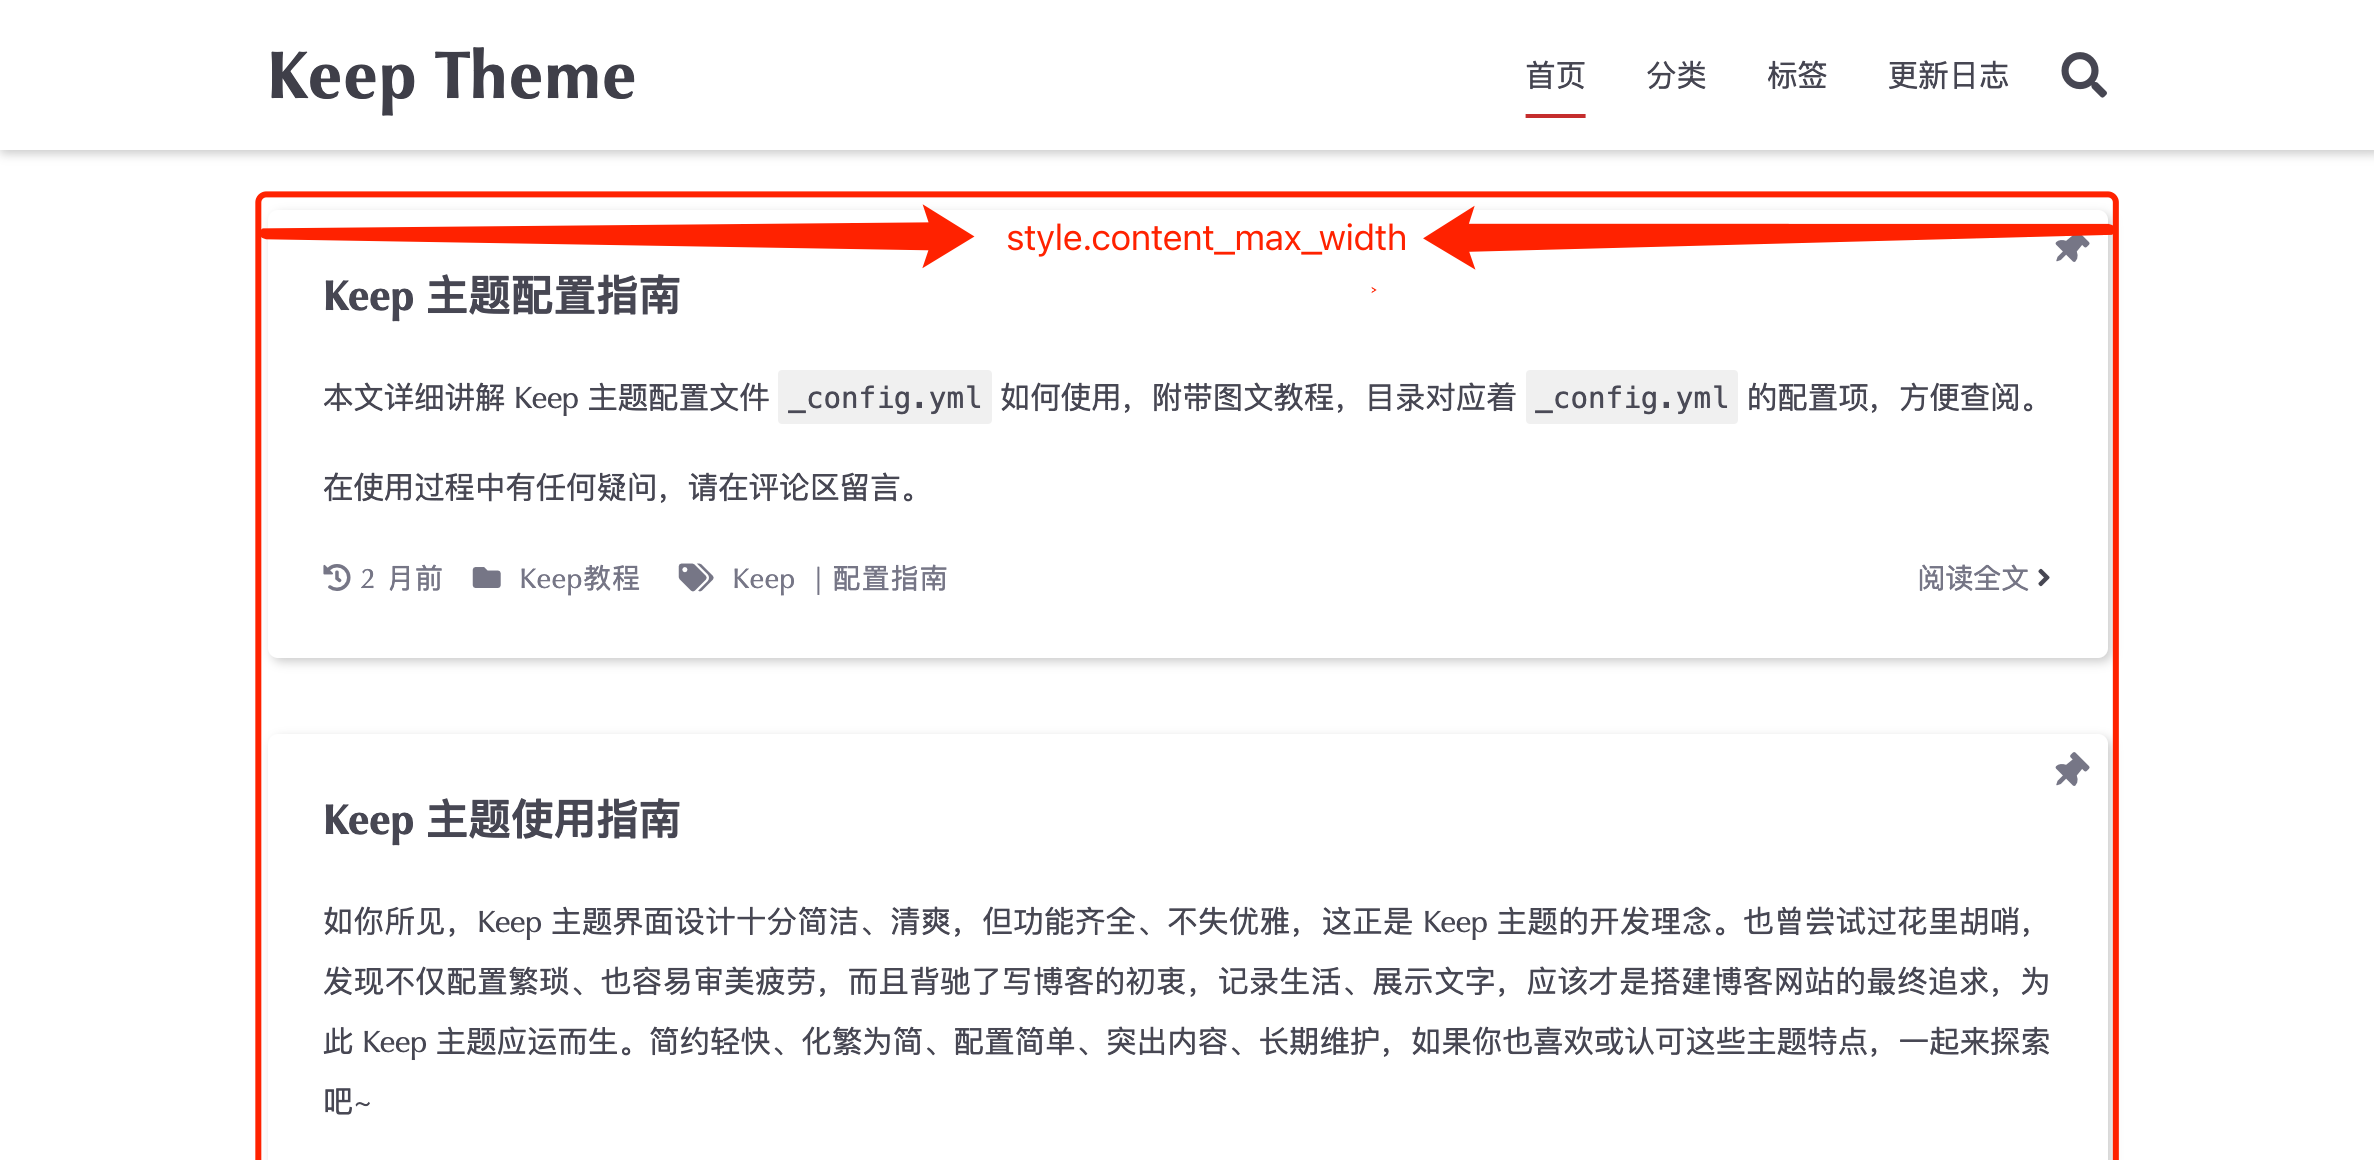 Keep Theme
首页 分类 标签 更新日志
style.content_max_width
Keep 主题配置指南
本文详细讲解 Keep 主题配置文件 _config.yml 如何使用，附带图文教程，目录对应着 _config.yml 的配置项，方便查阅。
在使用过程中有任何疑问，请在评论区留言。
2 月前 Keep教程 Keep | 配置指南 阅读全文
Keep 主题使用指南
如你所见，Keep 主题界面设计十分简洁、清爽，但功能齐全、不失优雅，这正是 Keep 主题的开发理念。也曾尝试过花里胡哨，
发现不仅配置繁琐、也容易审美疲劳，而且背驰了写博客的初衷，记录生活、展示文字，应该才是搭建博客网站的最终追求，为
此 Keep 主题应运而生。简约轻快、化繁为简、配置简单、突出内容、长期维护，如果你也喜欢或认可这些主题特点，一起来探索
吧~